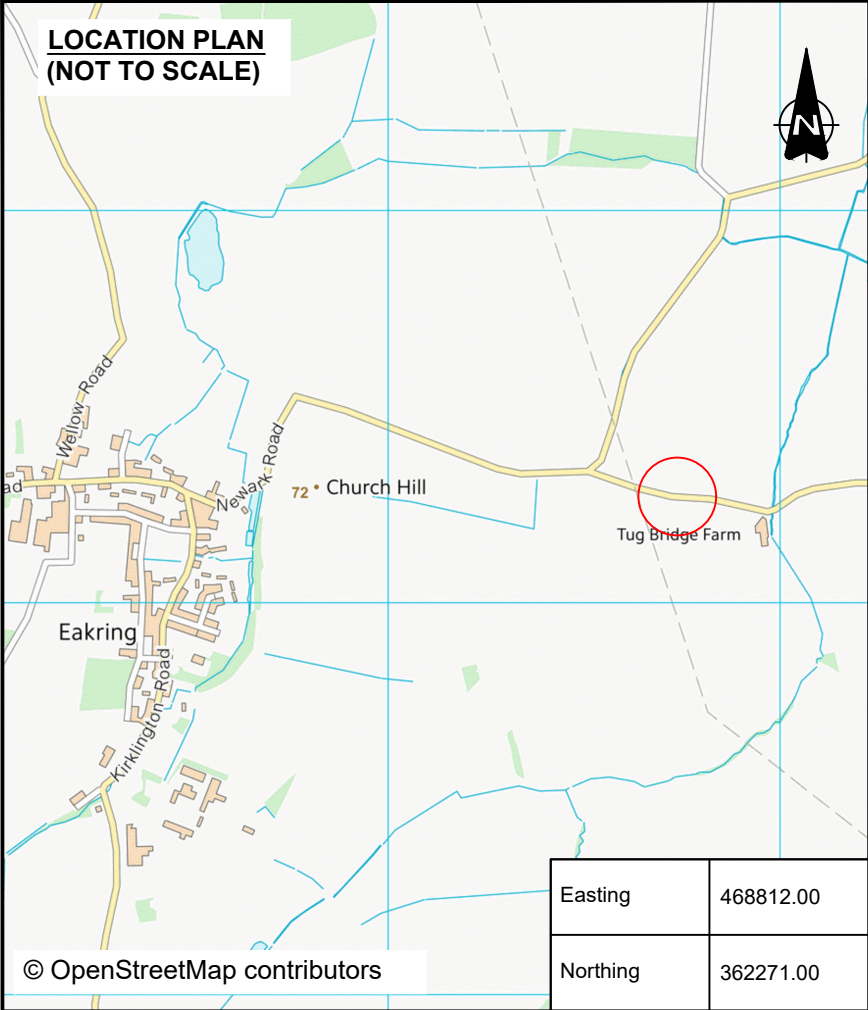 LOCATION PLAN
(NOT TO SCALE)
N
Wellow Road
ad
Newark Road
72
Church Hill
Tug Bridge Farm
Eakring
Kirklington Road
Easting 468812.00
Northing 362271.00
© OpenStreetMap contributors